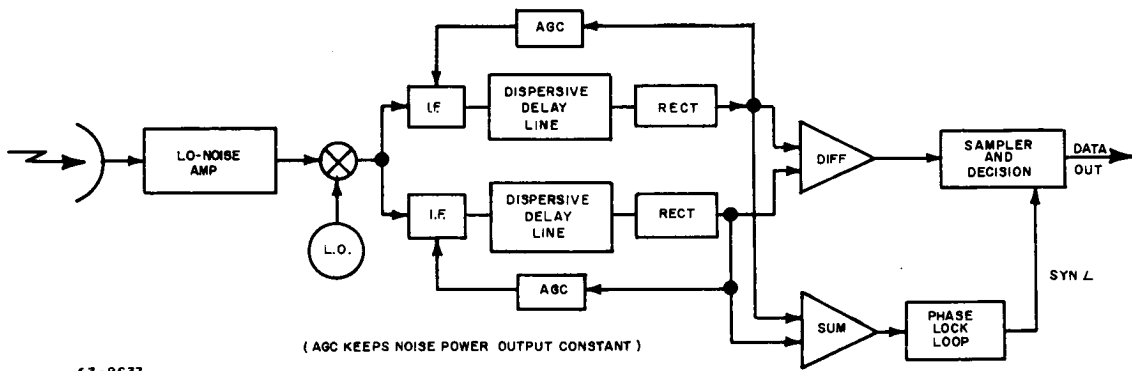 AGC
I.F.
DISPERSIVE
DELAY
LINE
RECT
LO-NOISE
AMP
DIFF
SAMPLER
AND
DECISION
DATA
OUT
I.F.
DISPERSIVE
DELAY
LINE
RECT
L.O.
AGC
SYN ∠
SUM
PHASE
LOCK
LOOP
( AGC KEEPS NOISE POWER OUTPUT CONSTANT )